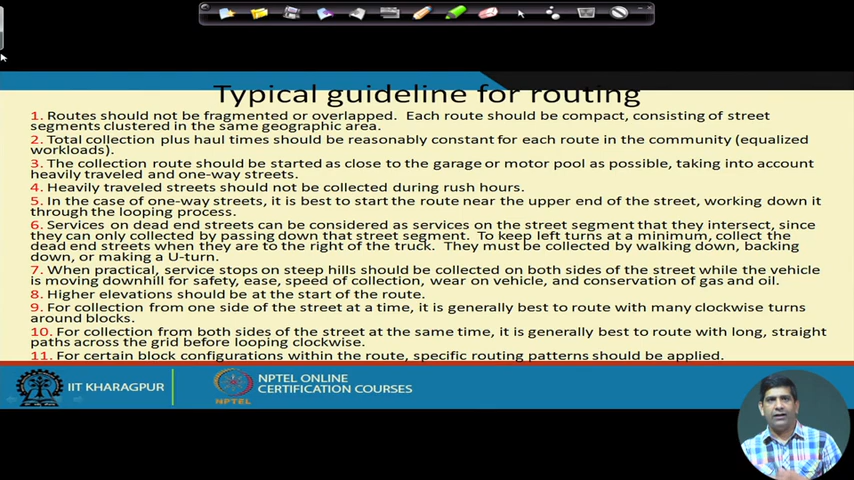 Typical guideline for routing
1. Routes should not be fragmented or overlapped. Each route should be compact, consisting of street
segments clustered in the same geographic area.
2. Total collection plus haul times should be reasonably constant for each route in the community (equalized
workloads).
3. The collection route should be started as close to the garage or motor pool as possible, taking into account
heavily traveled and one-way streets.
4. Heavily traveled streets should not be collected during rush hours.
5. In the case of one-way streets, it is best to start the route near the upper end of the street, working down it
through the looping process.
6. Services on dead end streets can be considered as services on the street segment that they intersect, since
they can only collected by passing down that street segment. To keep left turns at a minimum, collect the
dead end streets when they are to the right of the truck. They must be collected by walking down, backing
down, or making a U-turn.
7. When practical, service stops on steep hills should be collected on both sides of the street while the vehicle
is moving downhill for safety, ease, speed of collection, wear on vehicle, and conservation of gas and oil.
8. Higher elevations should be at the start of the route.
9. For collection from one side of the street at a time, it is generally best to route with many clockwise turns
around blocks.
10. For collection from both sides of the street at the same time, it is generally best to route with long, straight
paths across the grid before looping clockwise.
11. For certain block configurations within the route, specific routing patterns should be applied.
IIT KHARAGPUR
NPTEL ONLINE
CERTIFICATION COURSES
NPTEL